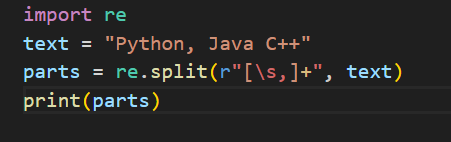 import re
text = "Python, Java C++"
parts = re.split(r"[\s,]+", text)
print(parts)